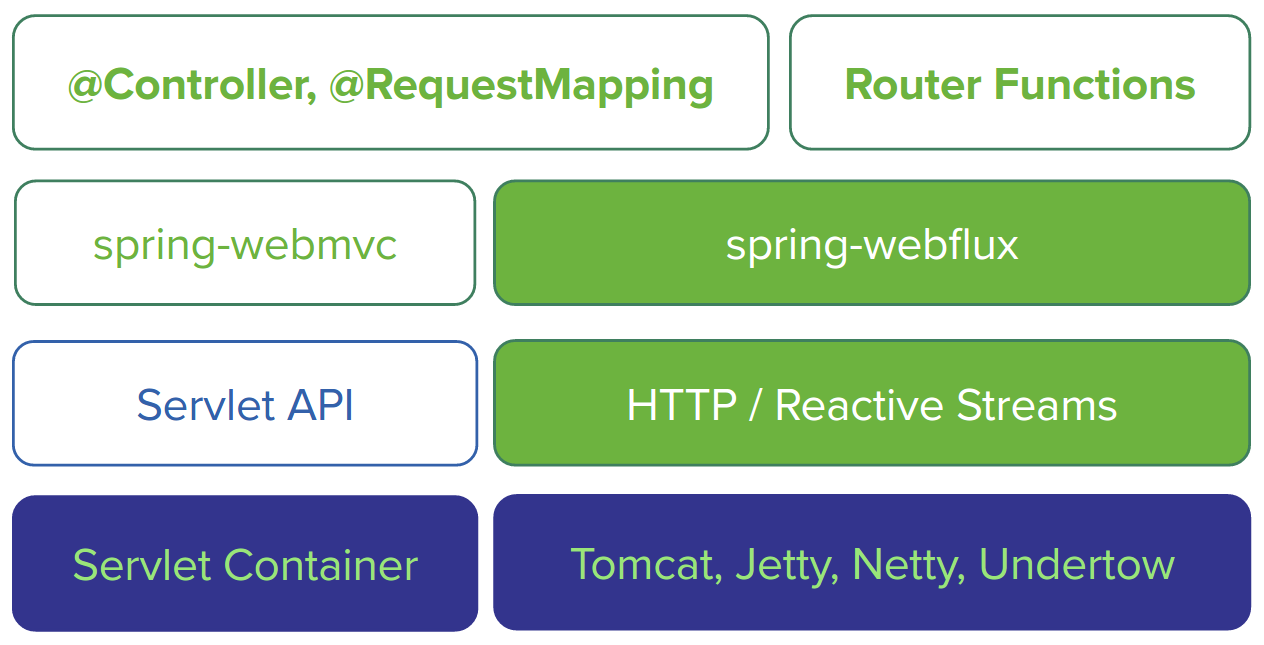 @Controller, @RequestMapping
Router Functions
spring-webmvc
spring-webflux
Servlet API
HTTP / Reactive Streams
Servlet Container
Tomcat, Jetty, Netty, Undertow